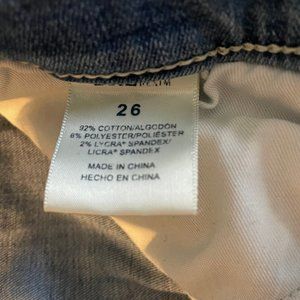 26
92% COTTON/ALGODÓN
6% POLYESTER/POLIÉSTER
2% LYCRA® SPANDEX/
LICRA® SPANDEX
MADE IN CHINA
HECHO EN CHINA